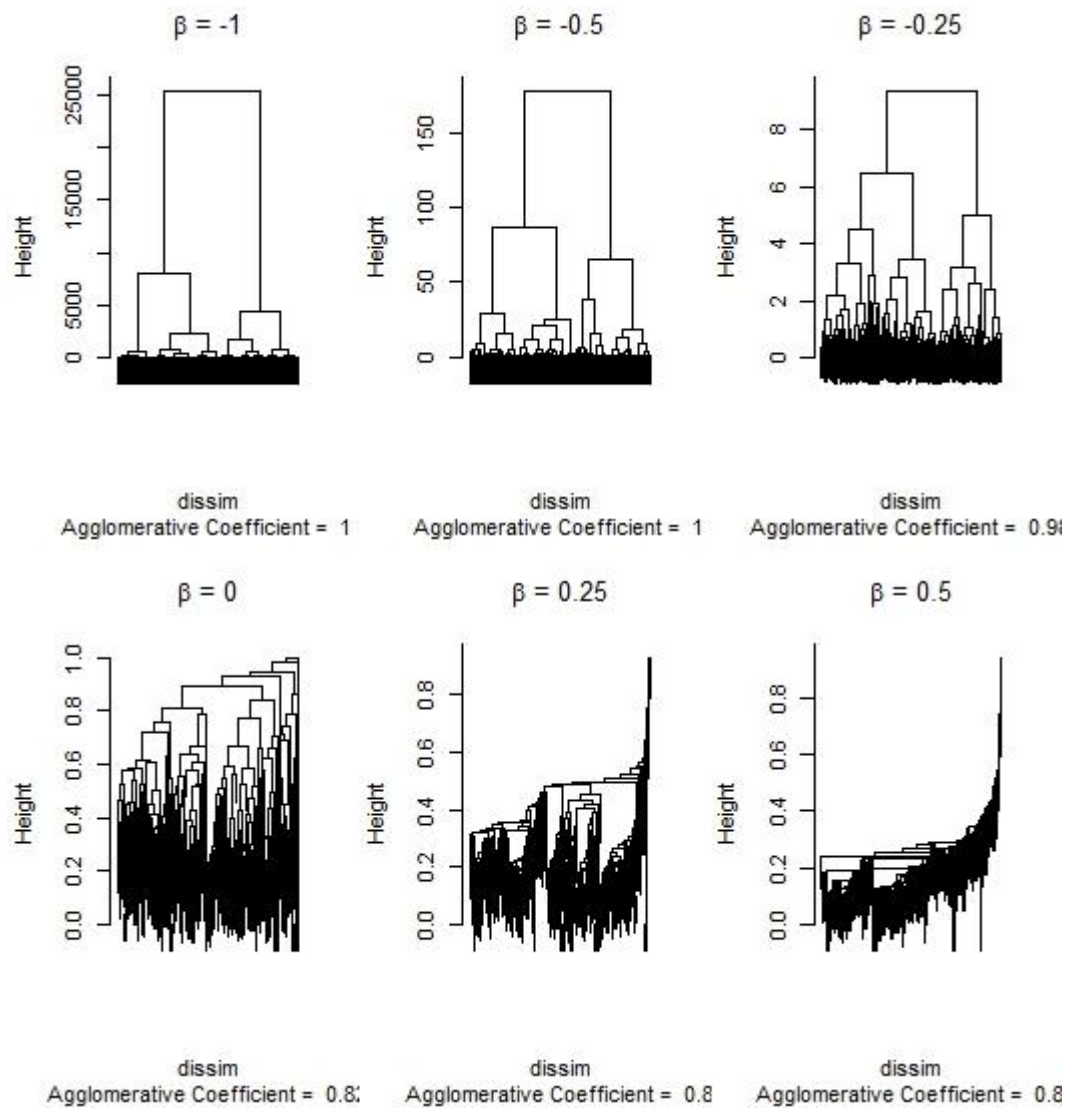 β = -1
β = -0.5
β = -0.25
Height
0
5000
15000
25000
Height
0
50
100
150
Height
0
2
4
6
8
dissim
Agglomerative Coefficient = 1
dissim
Agglomerative Coefficient = 1
dissim
Agglomerative Coefficient = 0.98
β = 0
β = 0.25
β = 0.5
Height
0.0
0.2
0.4
0.6
0.8
1.0
Height
0.0
0.2
0.4
0.6
0.8
Height
0.0
0.2
0.4
0.6
0.8
dissim
Agglomerative Coefficient = 0.82
dissim
Agglomerative Coefficient = 0.8
dissim
Agglomerative Coefficient = 0.8